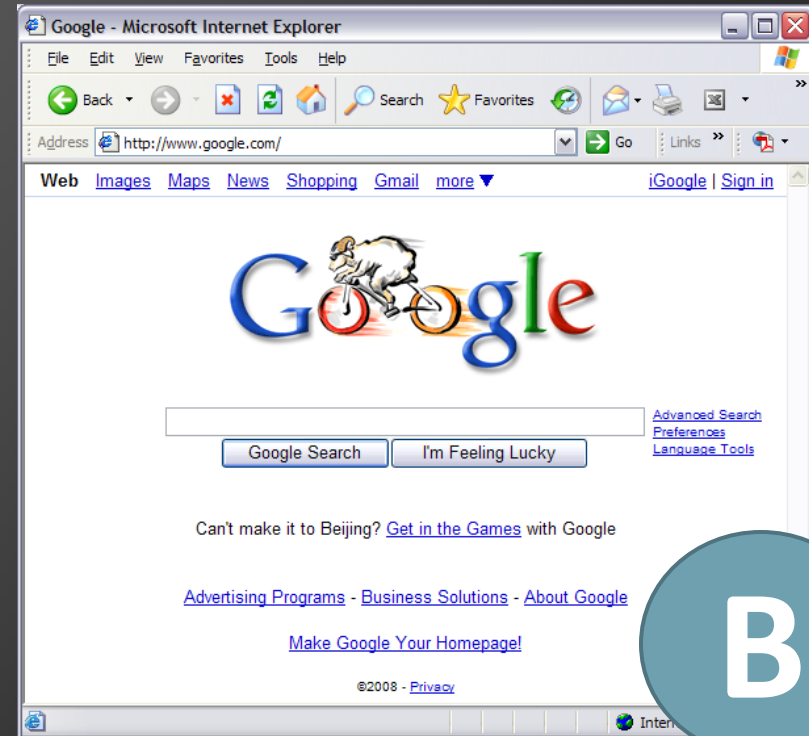 Google - Microsoft Internet Explorer
File Edit View Favorites Tools Help
Back Search Favorites
Address http://www.google.com/ Go Links
Web Images Maps News Shopping Gmail more iGoogle | Sign in
Google
Advanced Search
Preferences
Language Tools
Google Search I'm Feeling Lucky
Can't make it to Beijing? Get in the Games with Google
Advertising Programs - Business Solutions - About Google
Make Google Your Homepage!
©2008 - Privacy
B